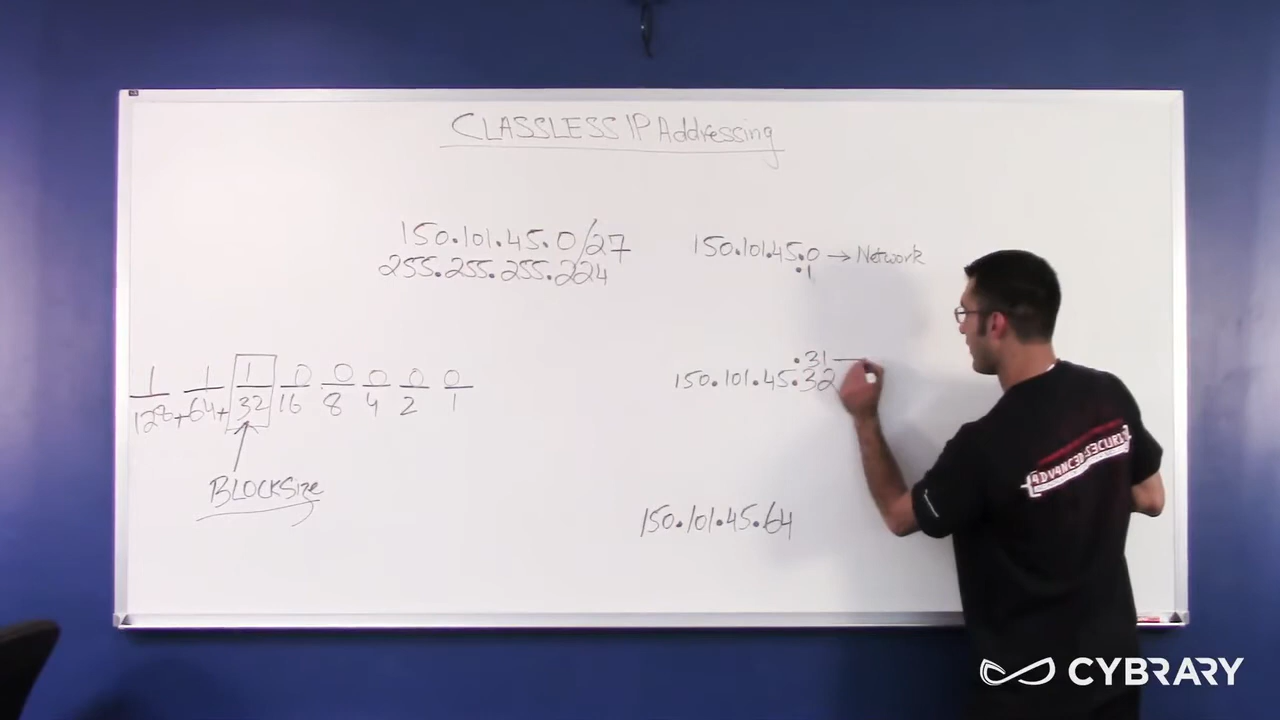 CLASSLESS IP Addressing
150.101.45.0/27
255.255.255.224
150.101.45.0 → Network
.1
.31
150.101.45.32
1 1 1 0 0 0 0 0
128+64+32 16 8 4 2 1
BLOCKSize
150.101.45.64
ADV4NC3D S3CURI
CYBRARY